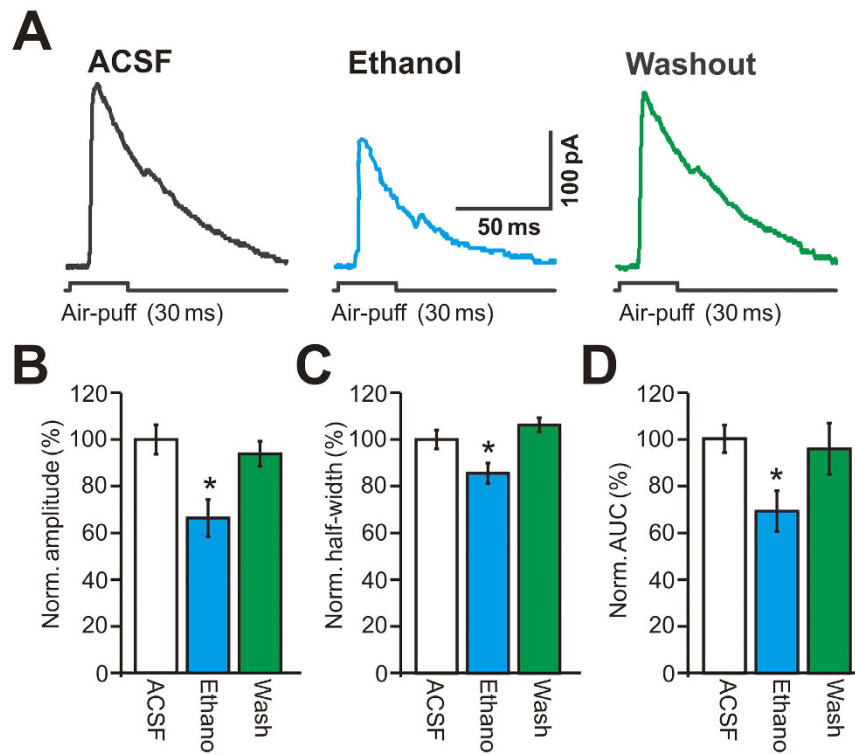 A
ACSF
Ethanol
Washout
100 pA
50 ms
Air-puff (30 ms)
Air-puff (30 ms)
Air-puff (30 ms)
B
Norm. amplitude (%)
120
100
80
60
40
20
0
*
ACSF
Ethano
Wash
C
Norm. half-width (%)
120
100
80
60
40
20
0
*
ACSF
Ethano
Wash
D
Norm. AUC (%)
120
100
80
60
40
20
0
*
ACSF
Ethano
Wash